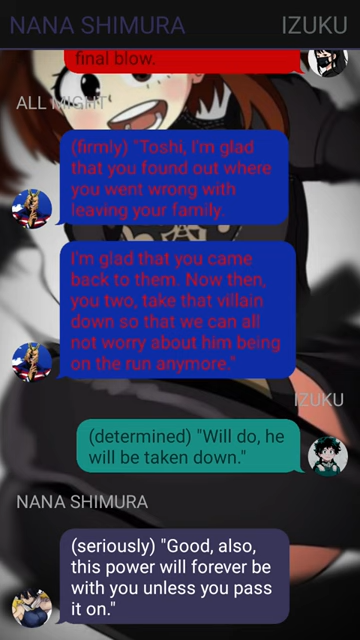 NANA SHIMURA
IZUKU
final blow.
ALL MIGHT
(firmly) "Toshi, I'm glad
that you found out where
you went wrong with
leaving your family.
I'm glad that you came
back to them. Now then,
you two, take that villain
down so that we can all
not worry about him being
on the run anymore."
IZUKU
(determined) "Will do, he
will be taken down."
NANA SHIMURA
(seriously) "Good, also,
this power will forever be
with you unless you pass
it on."